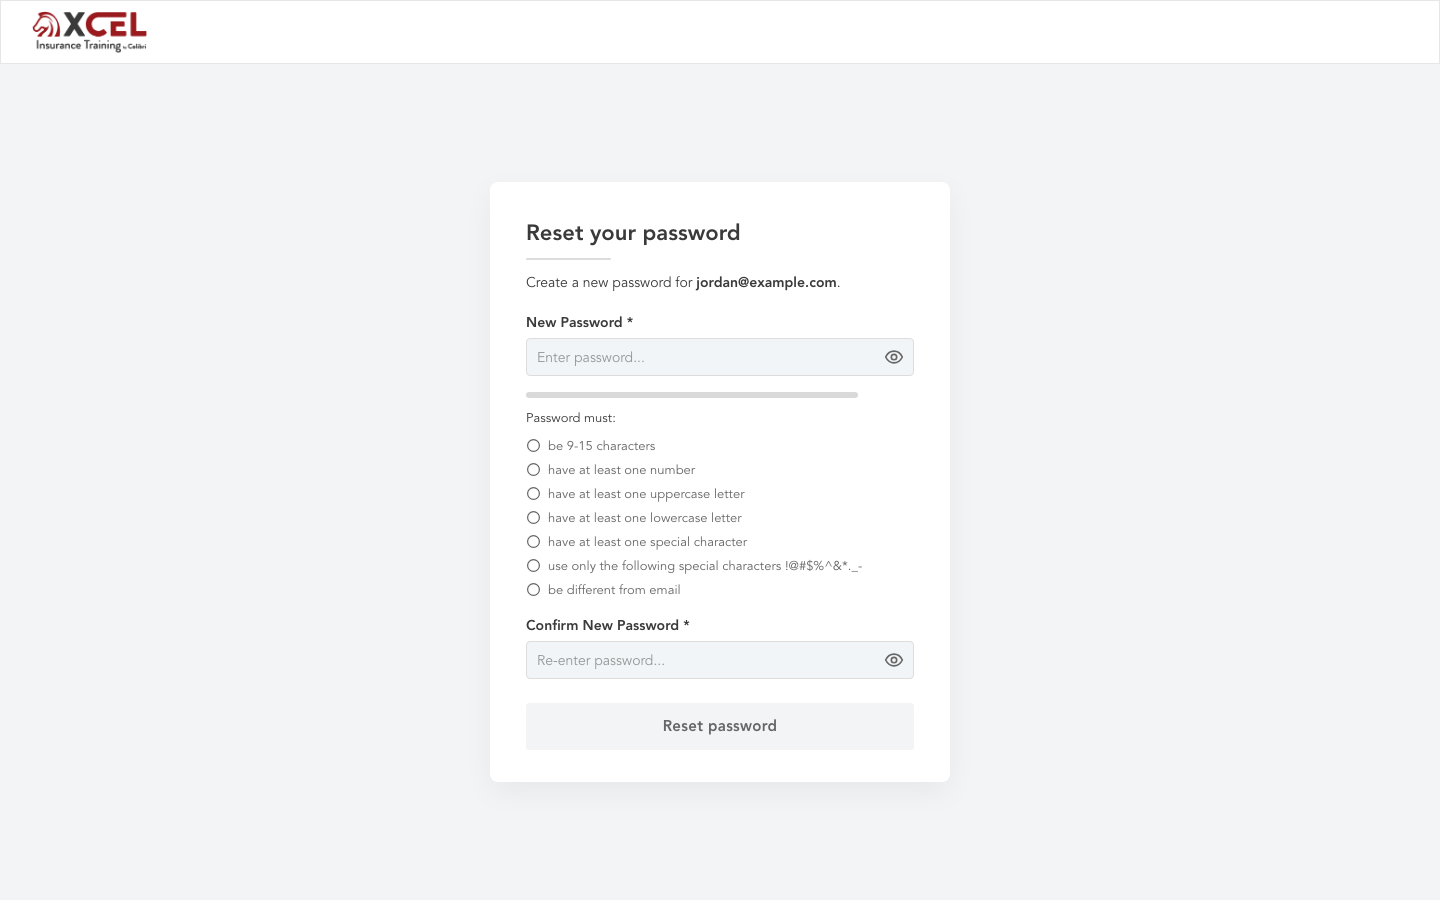 XCEL
Insurance Training by Colibri
Reset your password
Create a new password for jordan@example.com.
New Password *
Enter password...
Password must:
be 9-15 characters
have at least one number
have at least one uppercase letter
have at least one lowercase letter
have at least one special character
use only the following special characters !@#$%^&*._-
be different from email
Confirm New Password *
Re-enter password...
Reset password